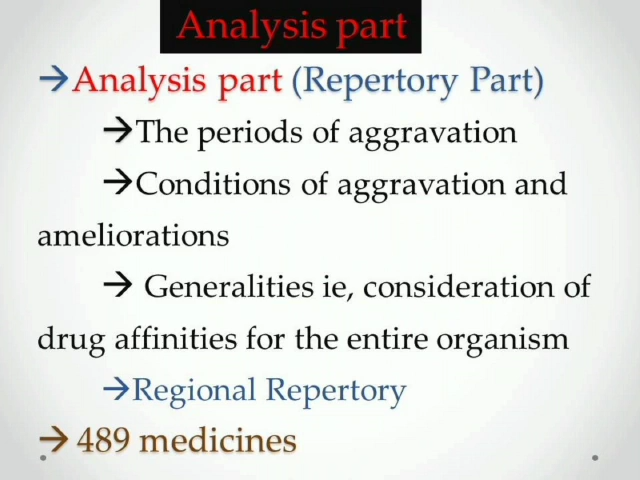 Analysis part
→Analysis part (Repertory Part)
→The periods of aggravation
→Conditions of aggravation and
ameliorations
→ Generalities ie, consideration of
drug affinities for the entire organism
→Regional Repertory
→ 489 medicines